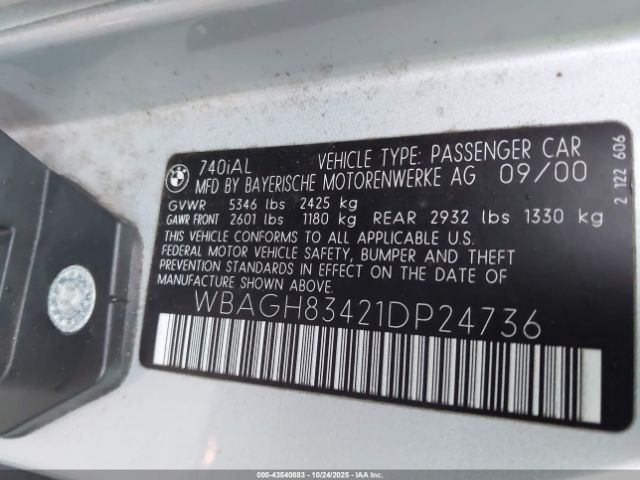 740iAL VEHICLE TYPE: PASSENGER CAR
MFD BY BAYERISCHE MOTORENWERKE AG 09/00
GVWR 5346 lbs 2425 kg
GAWR FRONT 2601 lbs 1180 kg REAR 2932 lbs 1330 kg
THIS VEHICLE CONFORMS TO ALL APPLICABLE U.S.
FEDERAL MOTOR VEHICLE SAFETY, BUMPER AND THEFT
PREVENTION STANDARDS IN EFFECT ON THE DATE OF
MANUFACTURE SHOWN ABOVE.
WBAGH83421DP24736
2 122 606
000-43540883 - 10/24/2025 - IAAI.COM